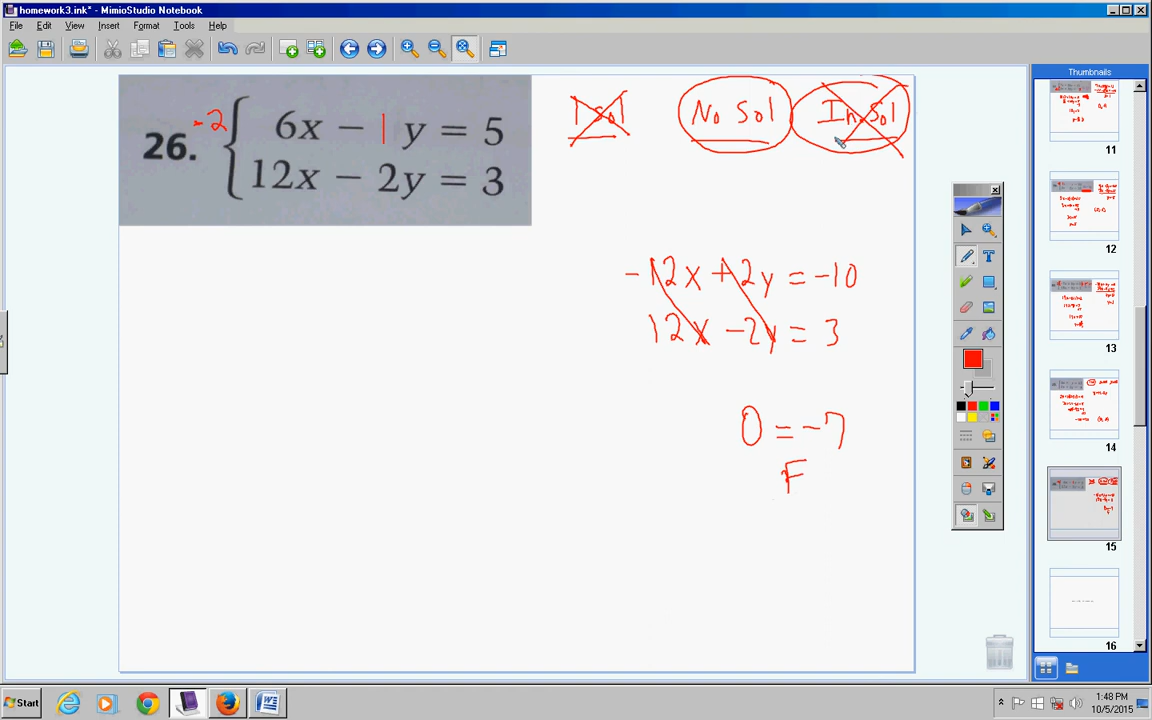 homework3.ink* - MimioStudio Notebook
File Edit View Insert Format Tools Help
Thumbnails
26. -2 6x - 1 y = 5
12x - 2y = 3
1 sol No Sol In. Sol
-12x + 2y = -10
12x - 2y = 3
0 = -7
F
11
12
13
14
15
16
T
Start
1:48 PM
10/5/2015